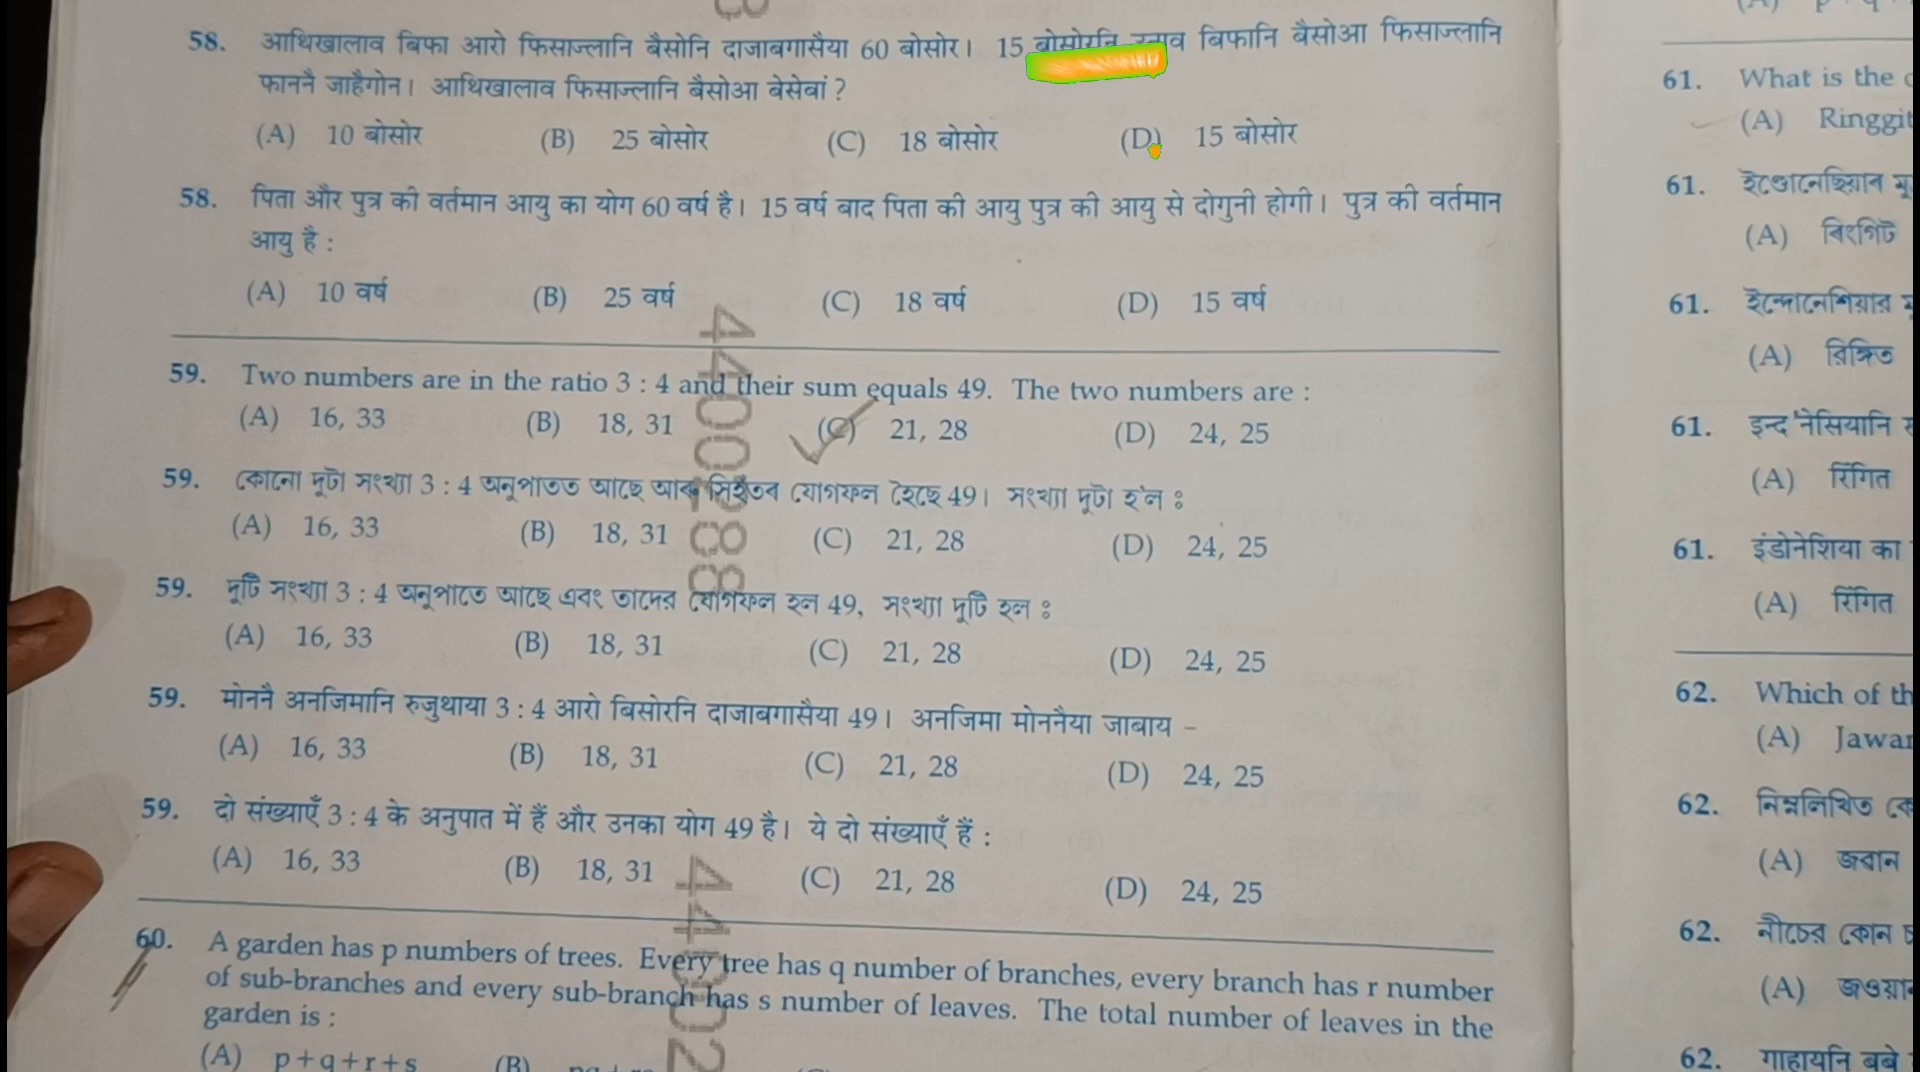 58. आथिखालाव बिफा आरो फिसाज्लानि बैसोनि दाजाबगासैया 60 बोसोर। 15 बिफानि बैसोआ फिसाज्लानि
फाननै जाहैगोन। आथिखालाव फिसाज्लानि बैसोआ बेसेबां ?
(A) 10 बोसोर (B) 25 बोसोर (C) 18 बोसोर (D) 15 बोसोर
58. पिता और पुत्र की वर्तमान आयु का योग 60 वर्ष है। 15 वर्ष बाद पिता की आयु पुत्र की आयु से दोगुनी होगी। पुत्र की वर्तमान
आयु है :
(A) 10 वर्ष (B) 25 वर्ष (C) 18 वर्ष (D) 15 वर्ष
59. Two numbers are in the ratio 3 : 4 and their sum equals 49. The two numbers are :
(A) 16, 33 (B) 18, 31 (C) 21, 28 (D) 24, 25
59. কোনো দুটা সংখ্যা 3 : 4 অনুপাতত আছে আৰু সিহঁতৰ যোগফল হৈছে 49। সংখ্যা দুটা হ'ল ঃ
(A) 16, 33 (B) 18, 31 (C) 21, 28 (D) 24, 25
59. দুটি সংখ্যা 3 : 4 অনুপাতে আছে এবং তাদের যোগফল হল 49, সংখ্যা দুটি হল ঃ
(A) 16, 33 (B) 18, 31 (C) 21, 28 (D) 24, 25
59. मोननै अनजिमानि रुजुथाया 3 : 4 आरो बिसोरनि दाजाबगासैया 49। अनजिमा मोननैया जाबाय –
(A) 16, 33 (B) 18, 31 (C) 21, 28 (D) 24, 25
59. दो संख्याएँ 3 : 4 के अनुपात में हैं और उनका योग 49 है। ये दो संख्याएँ हैं :
(A) 16, 33 (B) 18, 31 (C) 21, 28 (D) 24, 25
60. A garden has p numbers of trees. Every tree has q number of branches, every branch has r number
of sub-branches and every sub-branch has s number of leaves. The total number of leaves in the
garden is :
(A) p+q+r+s (B)
61. What is the
(A) Ringgit
61.
(A) ৰিংগিট
61.
(A) রিঙ্গিত
61. इन्द'नेसियानि
(A) रिंगित
61. इंडोनेशिया का
(A) रिंगित
62. Which of th
(A) Jawan
62. নিম্নলিখিত
(A) জবান
62. নীচের কোন
(A)
62. गाहायनि बबे